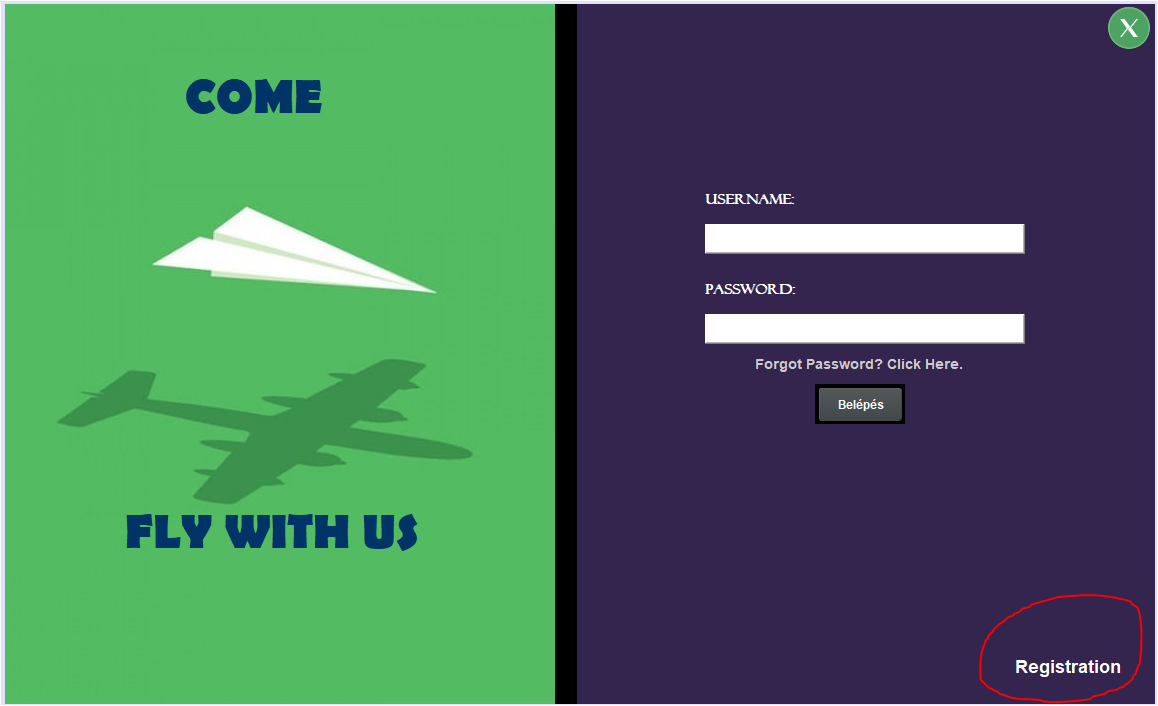 COME
FLY WITH US
X
USERNAME:
PASSWORD:
Forgot Password? Click Here.
Belépés
Registration